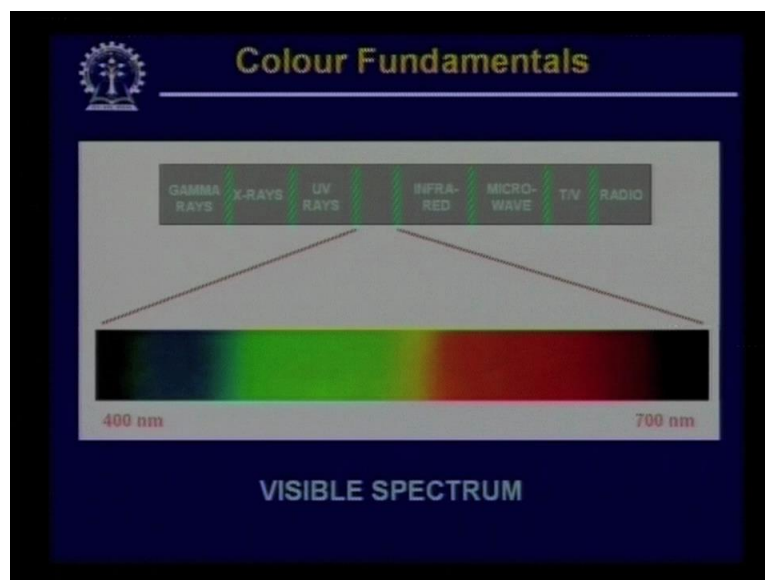 Colour Fundamentals
GAMMA RAYS
X-RAYS
UV RAYS
INFRA-RED
MICRO-WAVE
T/V
RADIO
400 nm
700 nm
VISIBLE SPECTRUM